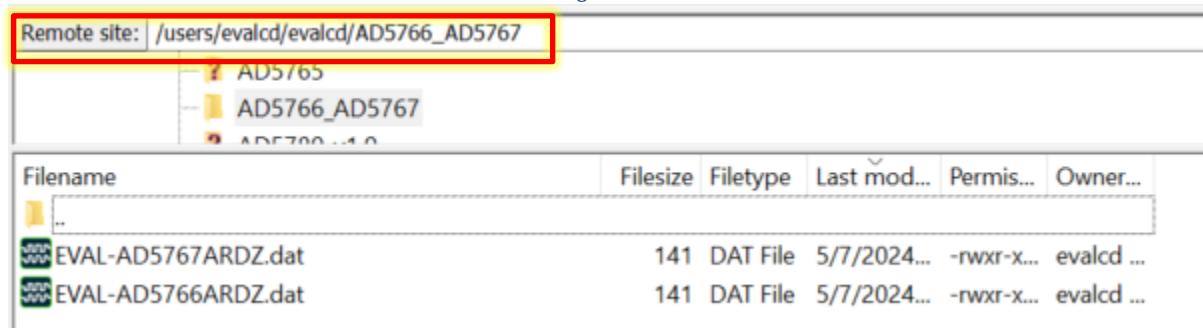 Remote site: /users/evalcd/evalcd/AD5766_AD5767
AD5765
AD5766_AD5767
Filename Filesize Filetype Last mod... Permis... Owner...
..
EVAL-AD5767ARDZ.dat 141 DAT File 5/7/2024... -rwxr-x... evalcd ...
EVAL-AD5766ARDZ.dat 141 DAT File 5/7/2024... -rwxr-x... evalcd ...